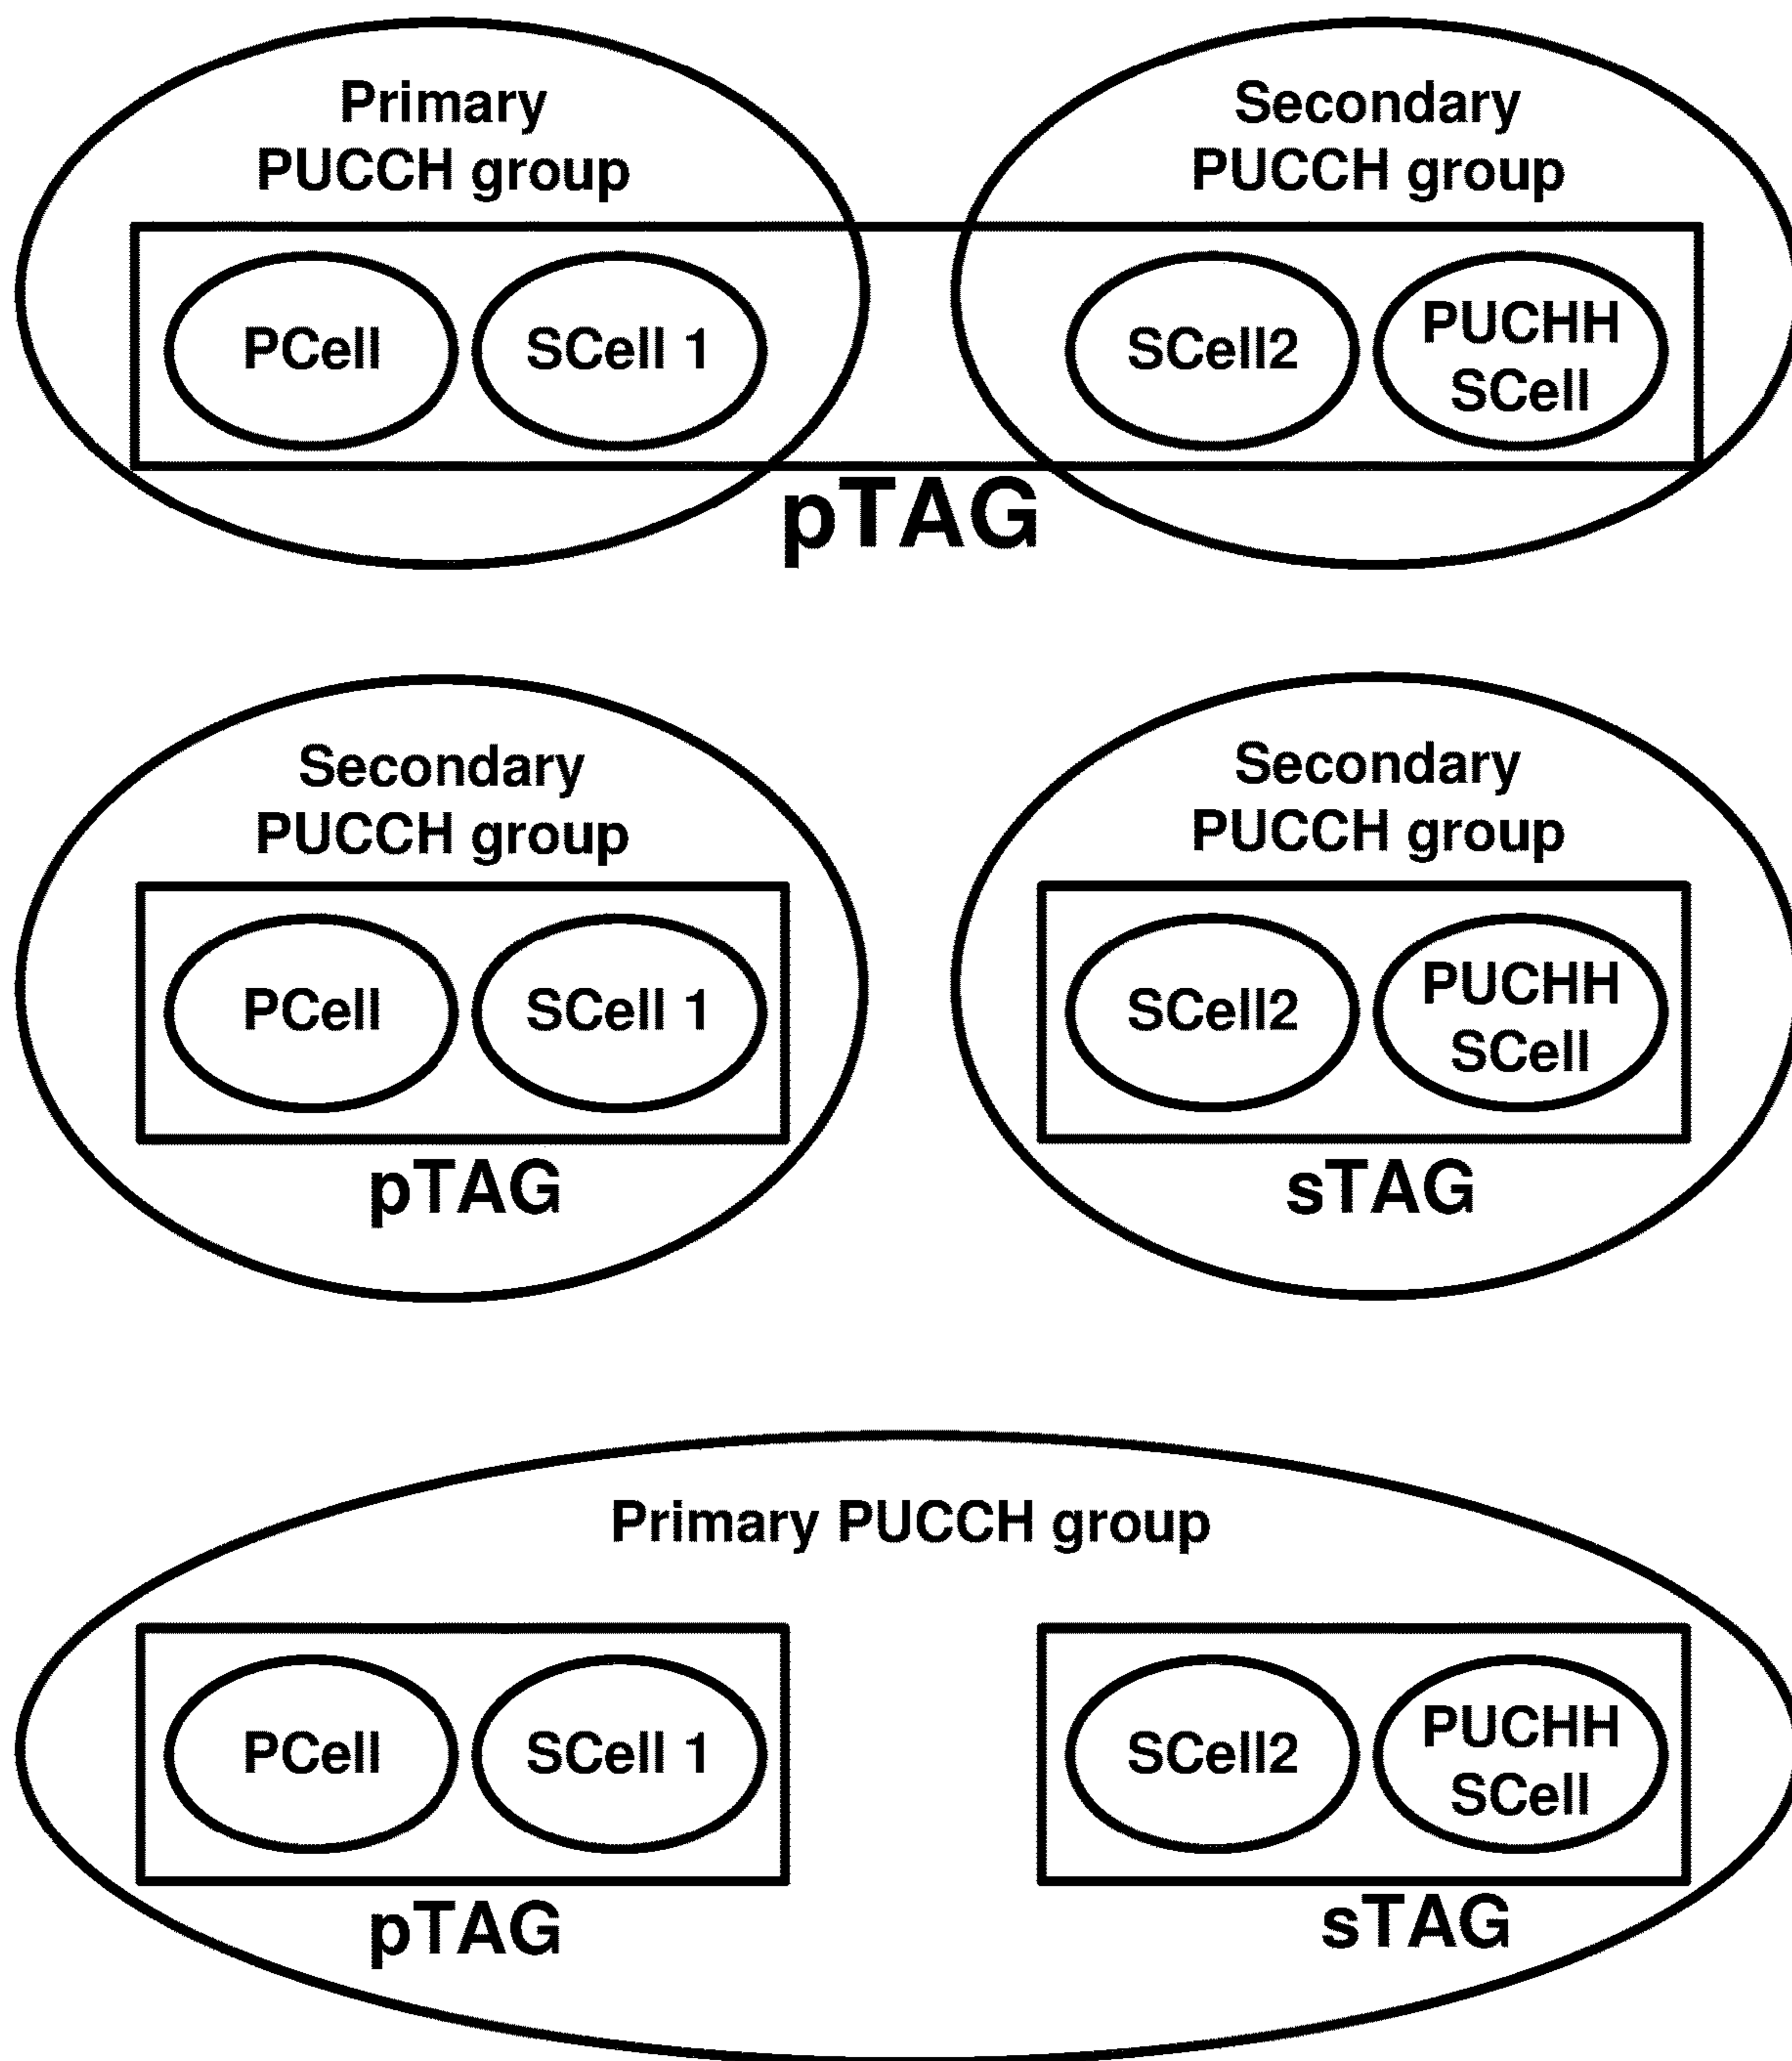 Primary
PUCCH group
Secondary
PUCCH group
PCell
SCell 1
SCell2
PUCHH
SCell
pTAG
Secondary
PUCCH group
Secondary
PUCCH group
PCell
SCell 1
SCell2
PUCHH
SCell
pTAG
sTAG
Primary PUCCH group
PCell
SCell 1
SCell2
PUCHH
SCell
pTAG
sTAG